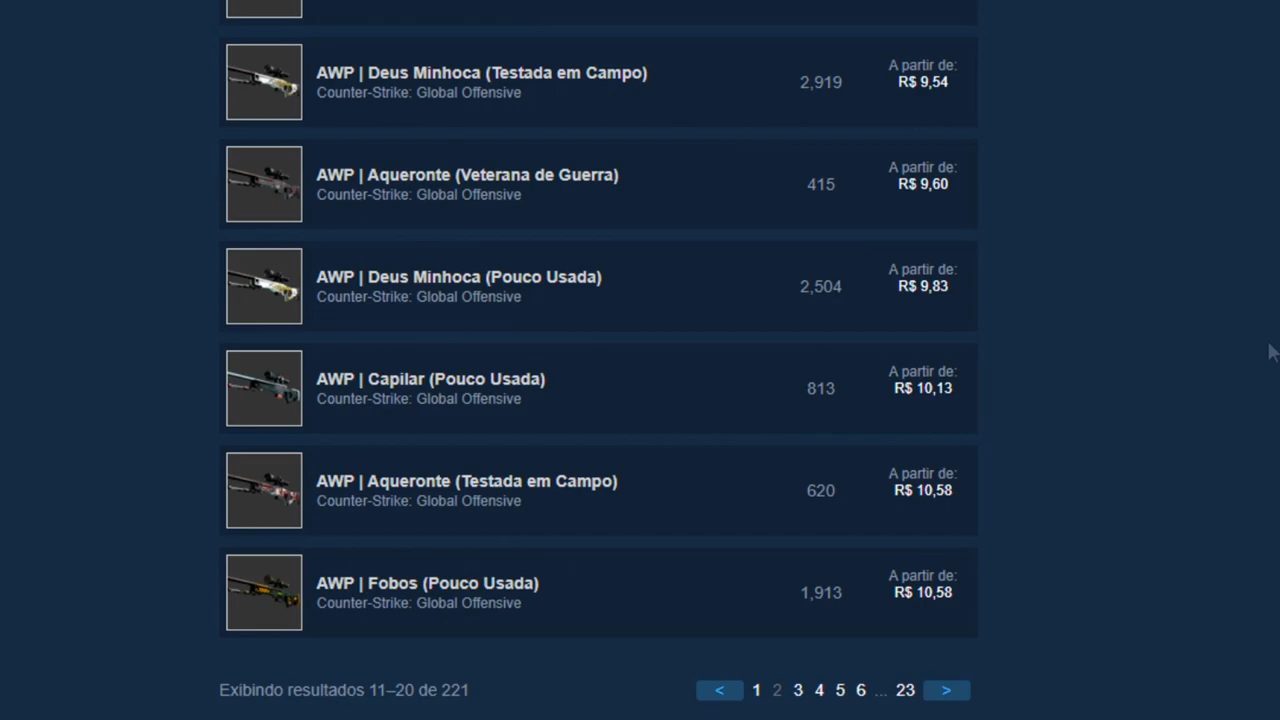 AWP | Deus Minhoca (Testada em Campo)
Counter-Strike: Global Offensive
2,919
A partir de:
R$ 9,54
AWP | Aqueronte (Veterana de Guerra)
Counter-Strike: Global Offensive
415
A partir de:
R$ 9,60
AWP | Deus Minhoca (Pouco Usada)
Counter-Strike: Global Offensive
2,504
A partir de:
R$ 9,83
AWP | Capilar (Pouco Usada)
Counter-Strike: Global Offensive
813
A partir de:
R$ 10,13
AWP | Aqueronte (Testada em Campo)
Counter-Strike: Global Offensive
620
A partir de:
R$ 10,58
AWP | Fobos (Pouco Usada)
Counter-Strike: Global Offensive
1,913
A partir de:
R$ 10,58
Exibindo resultados 11–20 de 221
< 1 2 3 4 5 6 ... 23 >